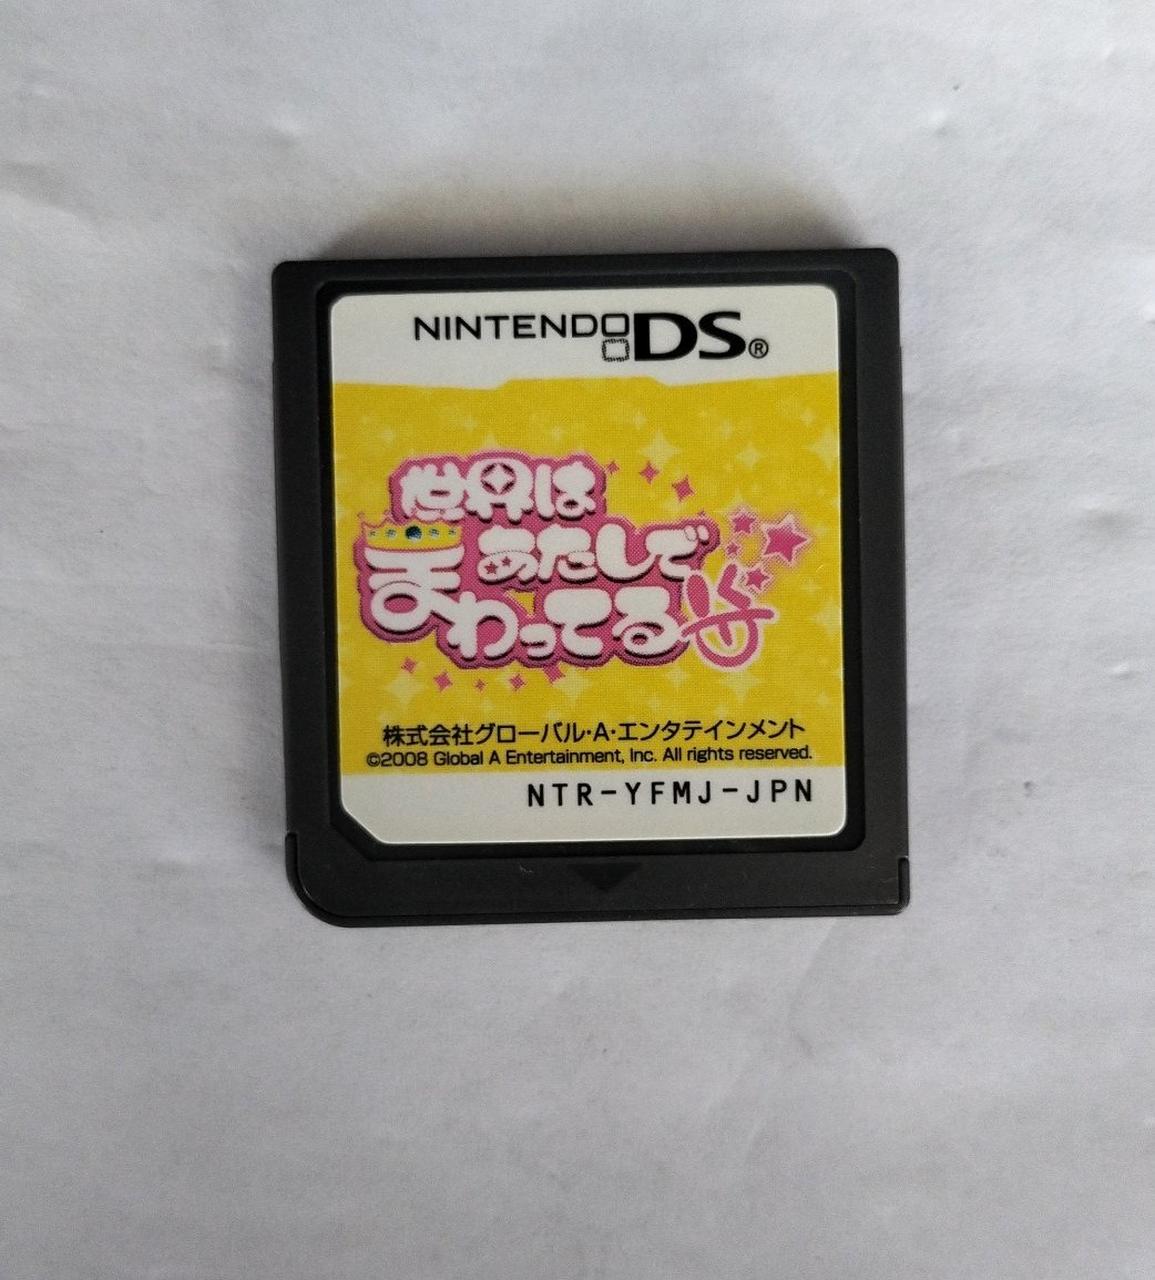 NINTENDO DS®
世界は
あたしで
まわってる
株式会社グローバル・A・エンタテインメント
©2008 Global A Entertainment, Inc. All rights reserved.
NTR-YFMJ-JPN